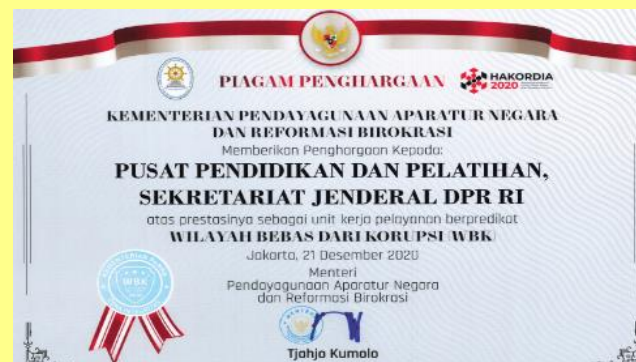 PIAGAM PENGHARGAAN
HAKORDIA
2020
KEMENTERIAN PENDAYAGUNAAN APARATUR NEGARA
DAN REFORMASI BIROKRASI
Memberikan Penghargaan Kepada:
PUSAT PENDIDIKAN DAN PELATIHAN,
SEKRETARIAT JENDERAL DPR RI
atas prestasinya sebagai unit kerja pelayanan berpredikat
WILAYAH BEBAS DARI KORUPSI (WBK)
Jakarta, 21 Desember 2020
Menteri
Pendayagunaan Aparatur Negara
dan Reformasi Birokrasi
WBK
Tjahjo Kumolo